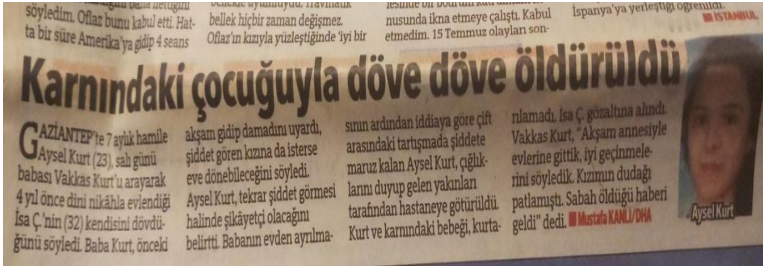 söyledim. Oflaz bunu kabul etti. Hat-
ta bir süre Amerika'ya gidip 4 seans
bellek hiçbir zaman değişmez.
Oflaz'ın kızıyla yüzleştiğinde 'iyi bir
nusunda ikna etmeye çalıştı. Kabul
etmedim. 15 Temmuz olayları son-
İspanya'ya yerleştiği öğrenildi.
İSTANBUL
Karnındaki çocuğuyla döve döve öldürüldü
GAZİANTEP'te 7 aylık hamile
Aysel Kurt (23), salı günü
babası Vakkas Kurt'u arayarak
4 yıl önce dini nikâhla evlendiği
İsa Ç.'nin (32) kendisini dövdü-
ğünü söyledi. Baba Kurt, önceki
akşam gidip damadını uyardı,
şiddet gören kızına da isterse
eve dönebileceğini söyledi.
Aysel Kurt, tekrar şiddet görmesi
halinde şikâyetçi olacağını
belirtti. Babanın evden ayrılma-
sının ardından iddiaya göre çift
arasındaki tartışmada şiddete
maruz kalan Aysel Kurt, çığlık-
larını duyup gelen yakınları
tarafından hastaneye götürüldü.
Kurt ve karnındaki bebeği, kurta-
rılamadı, İsa Ç. gözaltına alındı.
Vakkas Kurt, "Akşam annesiyle
evlerine gittik, iyi geçinmele-
rini söyledik. Kızımın dudağı
patlamıştı. Sabah öldüğü haberi
geldi" dedi. Mustafa KANLI/DHA
Aysel Kurt